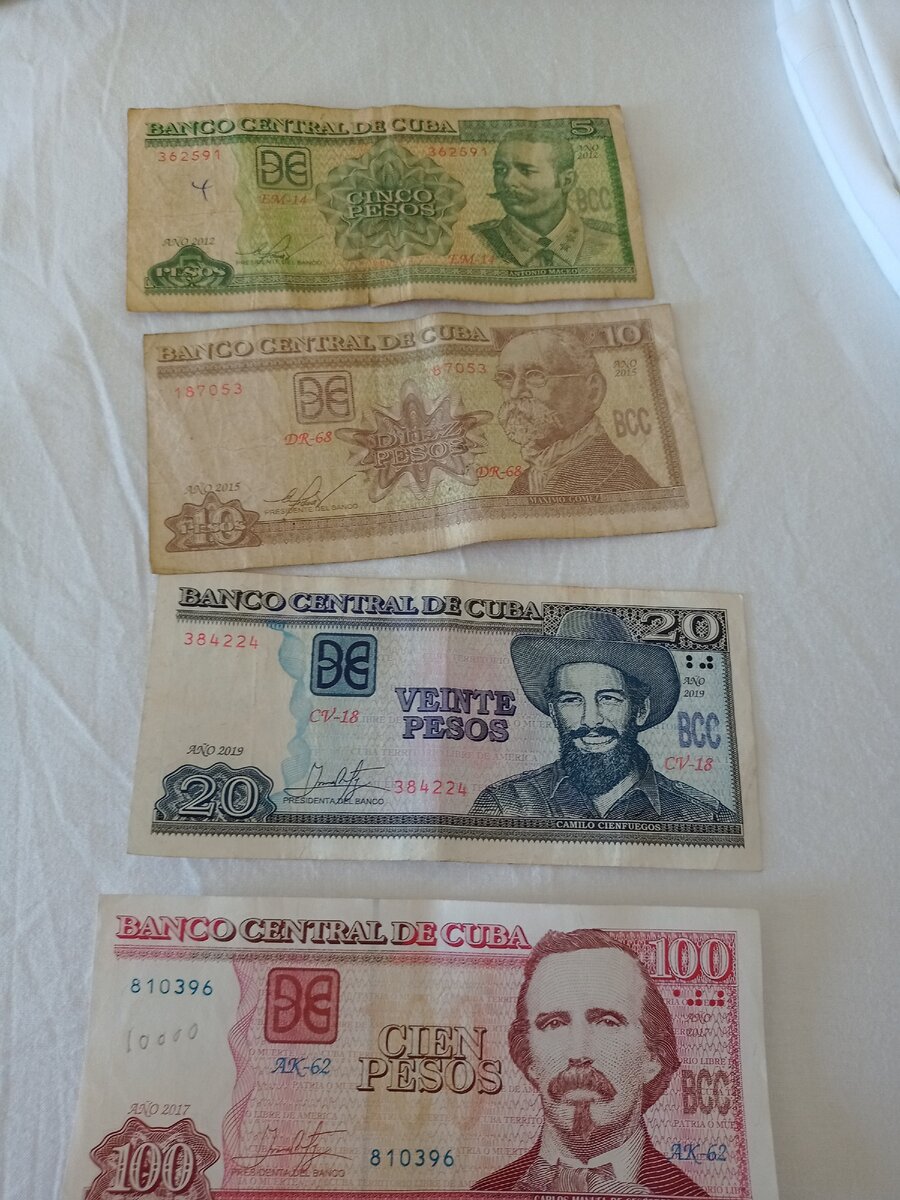 BANCO CENTRAL DE CUBA 5
362591 362591 AÑO
2012
4
EM-14 CINCO
PESOS BCC
AÑO 2012
PRESIDENTE DEL BANCO EM-14
5
PESOS ANTONIO MACEO
BANCO CENTRAL DE CUBA 10
187053 87053 AÑO
2015
DR-68 DIEZ
PESOS BCC
DR-68
AÑO 2015
PRESIDENTE DEL BANCO MAXIMO GOMEZ
10
PESOS
BANCO CENTRAL DE CUBA 20
384224
AÑO
2019
CV-18 VEINTE
PESOS BCC
CV-18
AÑO 2019
384224
20 PRESIDENTA DEL BANCO
CAMILO CIENFUEGOS
BANCO CENTRAL DE CUBA 100
810396
AÑO
2017
10000
CIEN
PESOS
AK-62 BCC
AÑO 2017
810396 AK-62
100 PRESIDENTA DEL BANCO